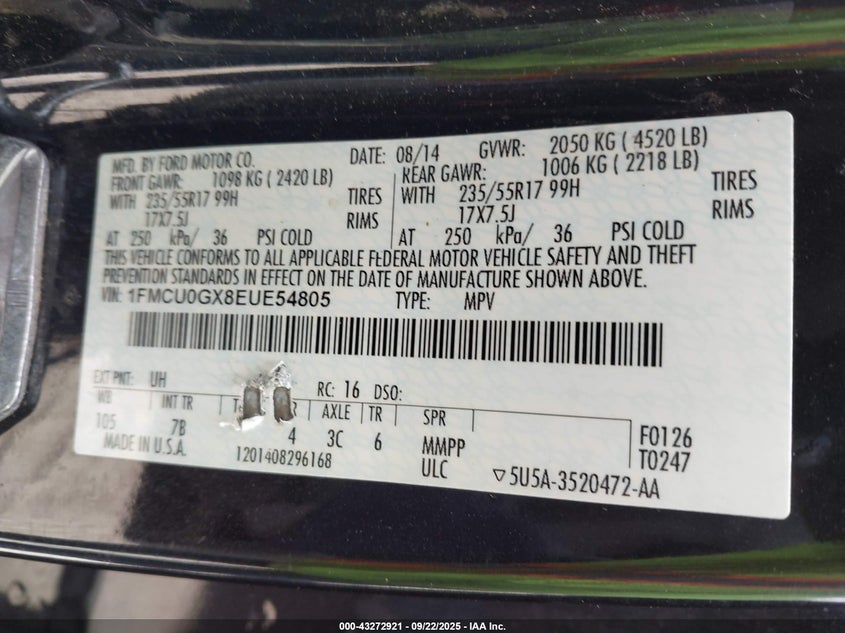 MFD. BY FORD MOTOR CO. DATE: 08/14 GVWR: 2050 KG ( 4520 LB)
FRONT GAWR: 1098 KG ( 2420 LB) REAR GAWR: 1006 KG ( 2218 LB)
WITH 235/55R17 99H TIRES WITH 235/55R17 99H TIRES
17X7.5J RIMS 17X7.5J RIMS
AT 250 kPa/ 36 PSI COLD AT 250 kPa/ 36 PSI COLD
THIS VEHICLE CONFORMS TO ALL APPLICABLE FEDERAL MOTOR VEHICLE SAFETY AND THEFT
PREVENTION STANDARDS IN EFFECT ON THE DATE OF MANUFACTURE SHOWN ABOVE.
VIN: 1FMCU0GX8EUE54805 TYPE: MPV
EXT PNT: UH RC: 16 DSO:
WB INT TR AXLE TR SPR
105 7B 4 3C 6 MMPP F0126
MADE IN U.S.A. 1201408296168 ULC T0247
▽5U5A-3520472-AA
000-43272921 - 09/22/2025 - IAA Inc.